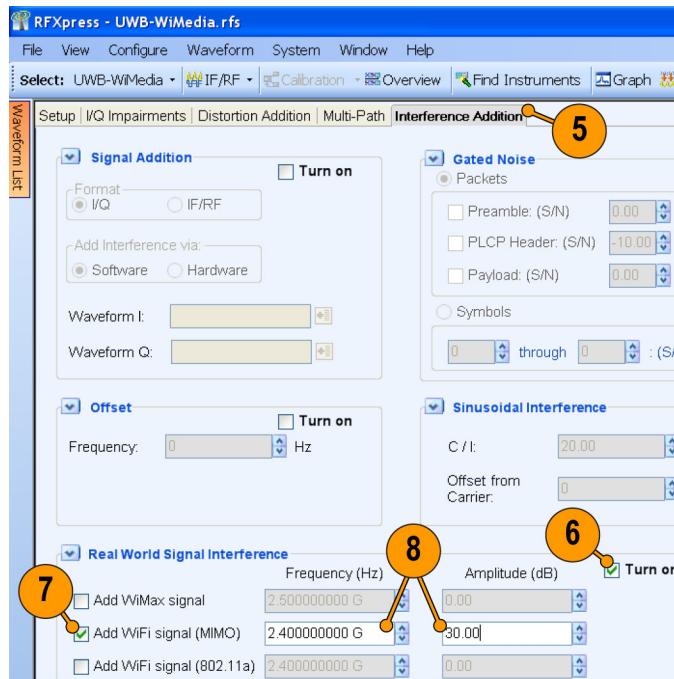 RFXpress - UWB-WiMedia.rfs
File View Configure Waveform System Window Help
Select: UWB-WiMedia IF/RF Calibration Overview Find Instruments Graph
Waveform List
Setup I/Q Impairments Distortion Addition Multi-Path Interference Addition
5
Signal Addition
Turn on
Format
I/Q IF/RF
Add Interference via:
Software Hardware
Waveform I:
Waveform Q:
Gated Noise
Packets
Preamble: (S/N) 0.00
PLCP Header: (S/N) -10.00
Payload: (S/N) 0.00
Symbols
0 through 0 : (S/
Offset
Turn on
Frequency: 0 Hz
Sinusoidal Interference
C / I: 20.00
Offset from
Carrier: 0
6
Real World Signal Interference
8
Turn on
Frequency (Hz) Amplitude (dB)
7
Add WiMax signal 2.500000000 G 0.00
Add WiFi signal (MIMO) 2.400000000 G 30.00
Add WiFi signal (802.11a) 2.400000000 G 0.00